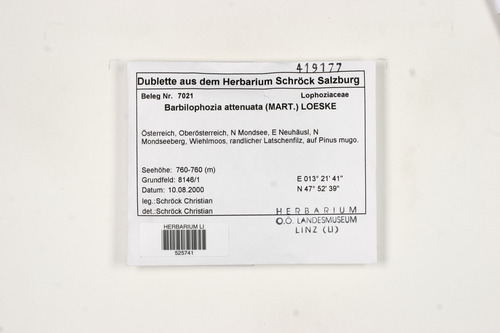 419177
Dublette aus dem Herbarium Schröck Salzburg
Beleg Nr. 7021 Lophoziaceae
Barbilophozia attenuata (MART.) LOESKE
Österreich, Oberösterreich, N Mondsee, E Neuhäusl, N
Mondseeberg, Wiehlmoos, randlicher Latschenfilz, auf Pinus mugo.
Seehöhe: 760-760 (m) E 013° 21' 41"
Grundfeld: 8146/1 N 47° 52' 39"
Datum: 10.08.2000
leg.:Schröck Christian
det.:Schröck Christian
HERBARIUM
O.Ö. LANDESMUSEUM
LINZ (LI)
HERBARIUM LI
525741